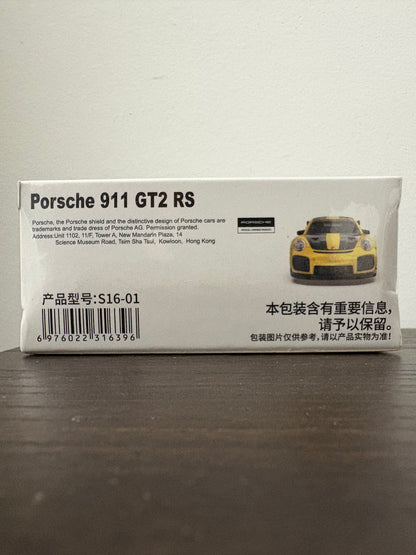 Porsche 911 GT2 RS
Porsche, the Porsche shield and the distinctive design of Porsche cars are
trademarks and trade dress of Porsche AG. Permission granted.
Address:Unit 1102, 11/F, Tower A, New Mandarin Plaza, 14
Science Museum Road, Tsim Sha Tsui, Kowloon, Hong Kong
PORSCHE
产品型号:S16-01
6 976022 316396
本包装含有重要信息,
请予以保留。
包装图片仅供参考,请以产品实物为准!